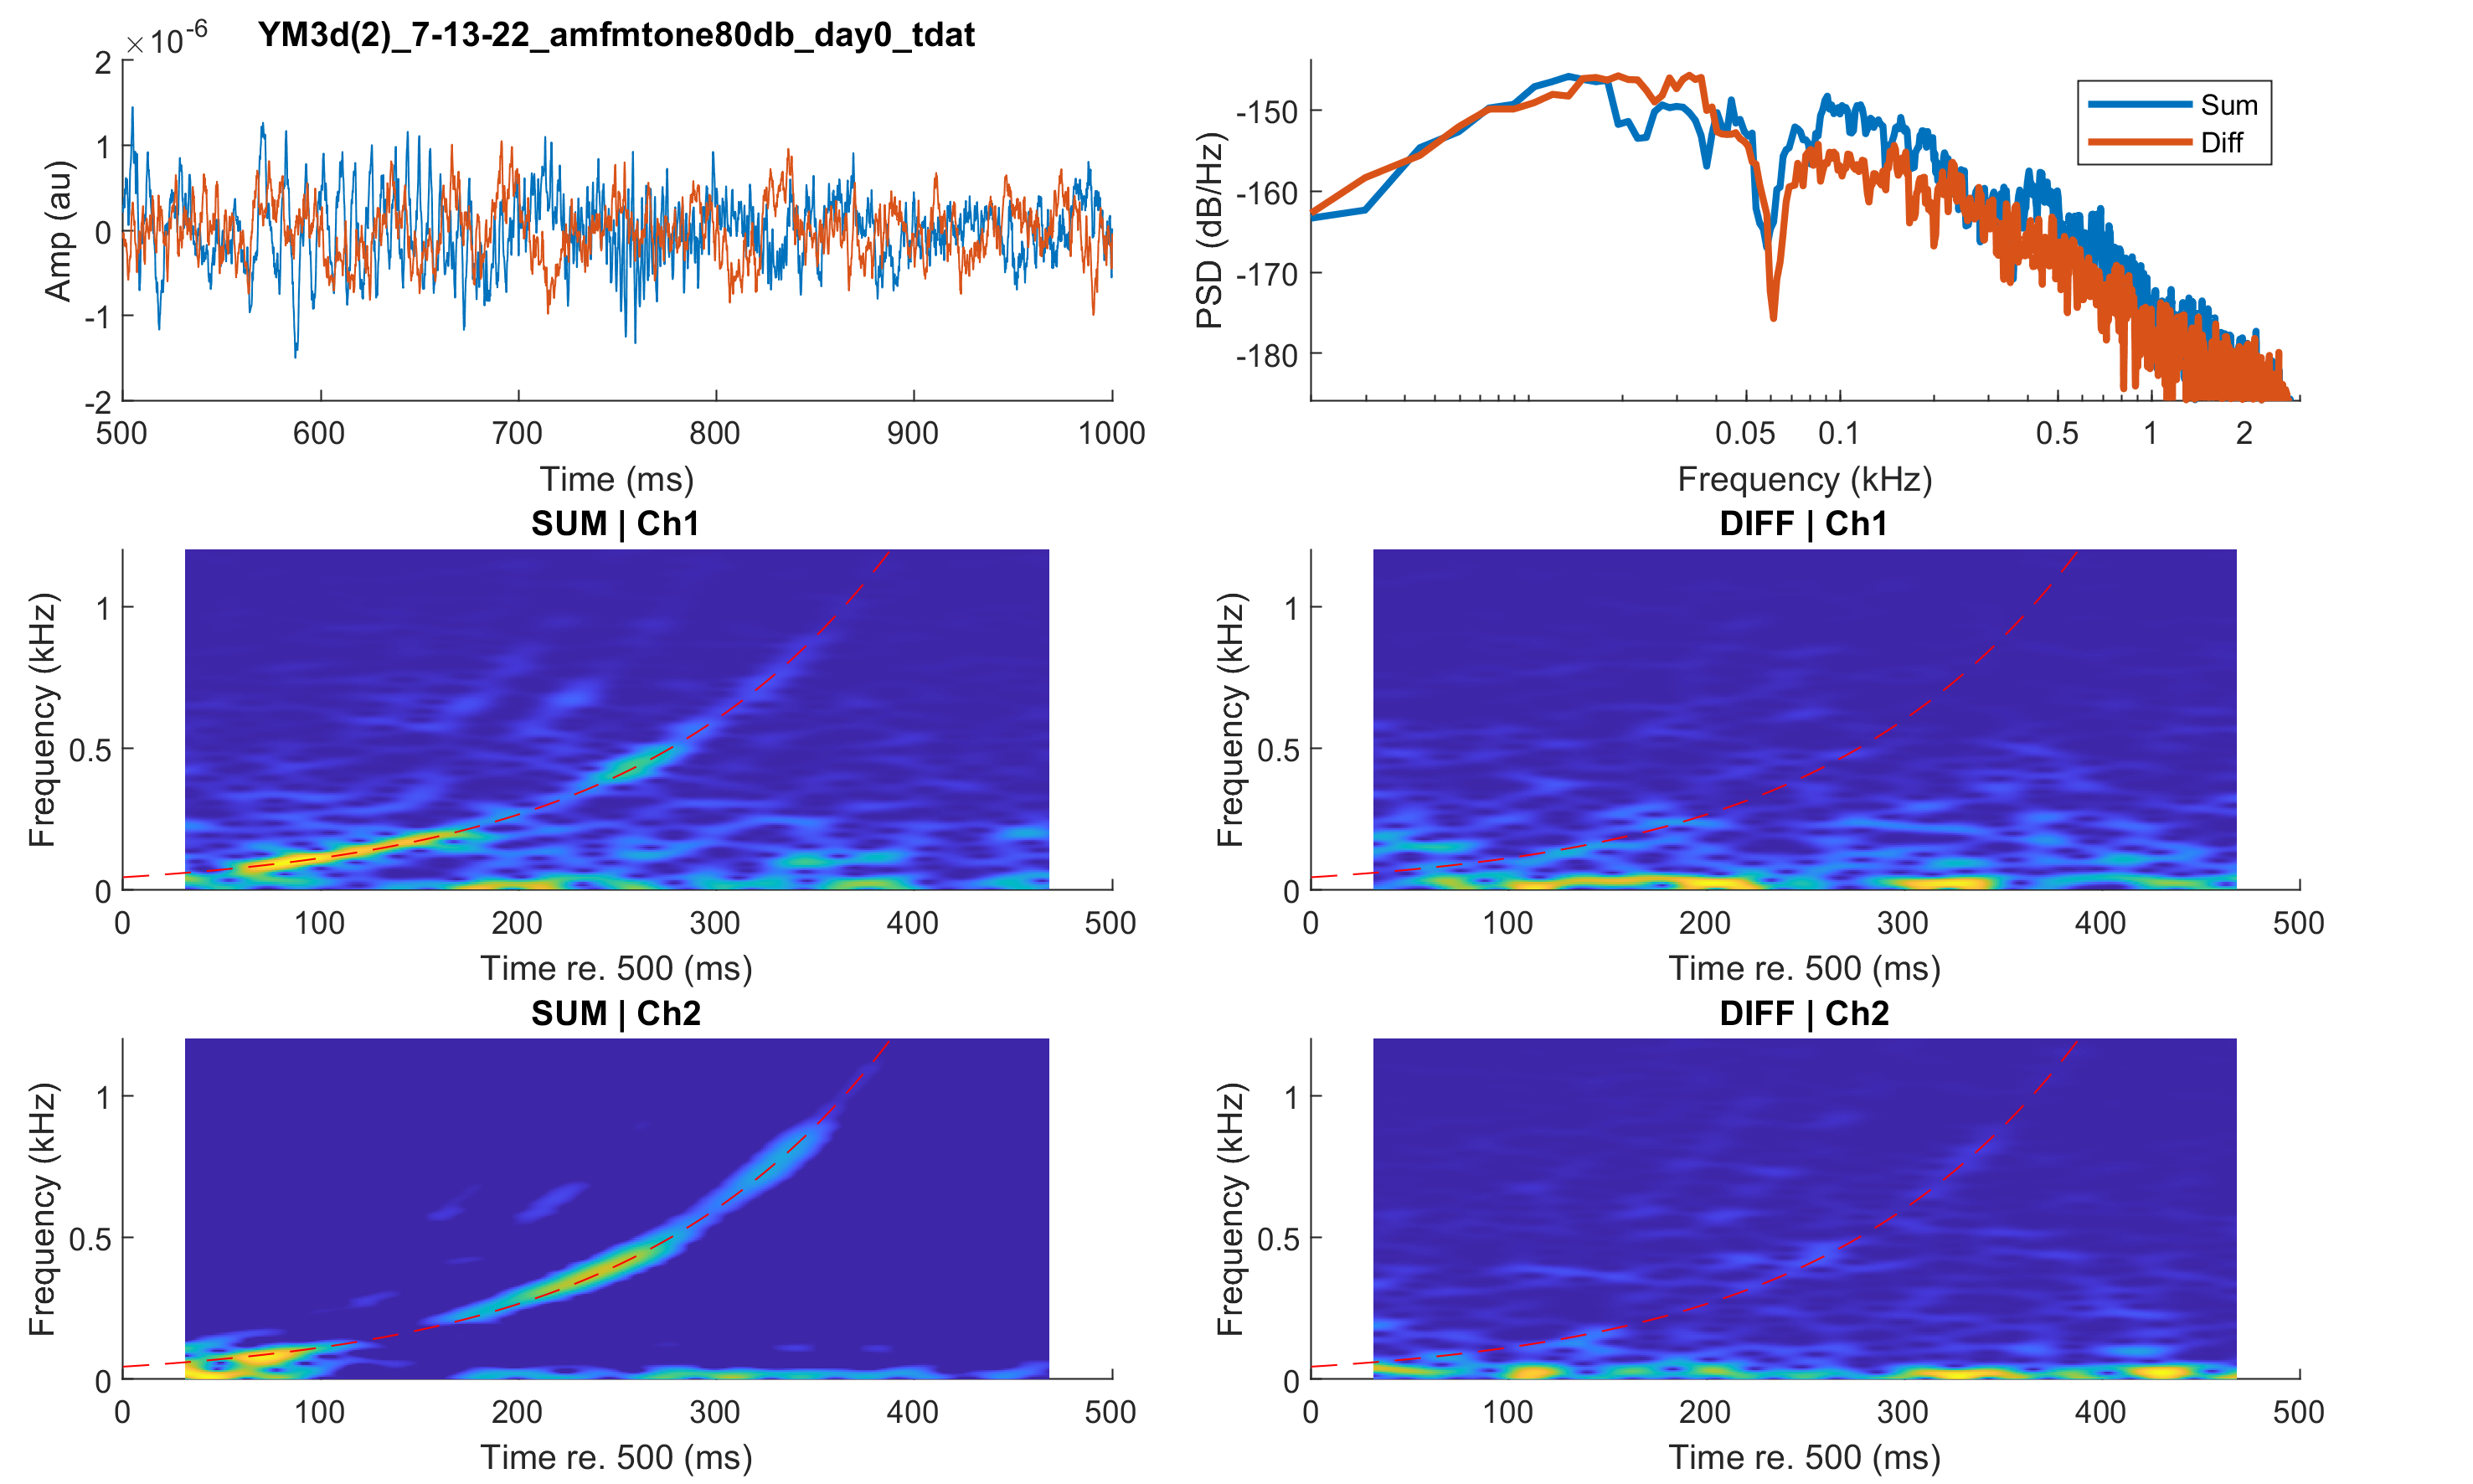 YM3d(2)_7-13-22_amfmtone80db_day0_tdat
×10-6
2
1
0
-1
-2
Amp (au)
500 600 700 800 900 1000
Time (ms)
-150
-160
-170
-180
PSD (dB/Hz)
Sum
Diff
0.05 0.1 0.5 1 2
Frequency (kHz)
SUM | Ch1
1
0.5
0
Frequency (kHz)
0 100 200 300 400 500
Time re. 500 (ms)
DIFF | Ch1
1
0.5
0
Frequency (kHz)
0 100 200 300 400 500
Time re. 500 (ms)
SUM | Ch2
1
0.5
0
Frequency (kHz)
0 100 200 300 400 500
Time re. 500 (ms)
DIFF | Ch2
1
0.5
0
Frequency (kHz)
0 100 200 300 400 500
Time re. 500 (ms)